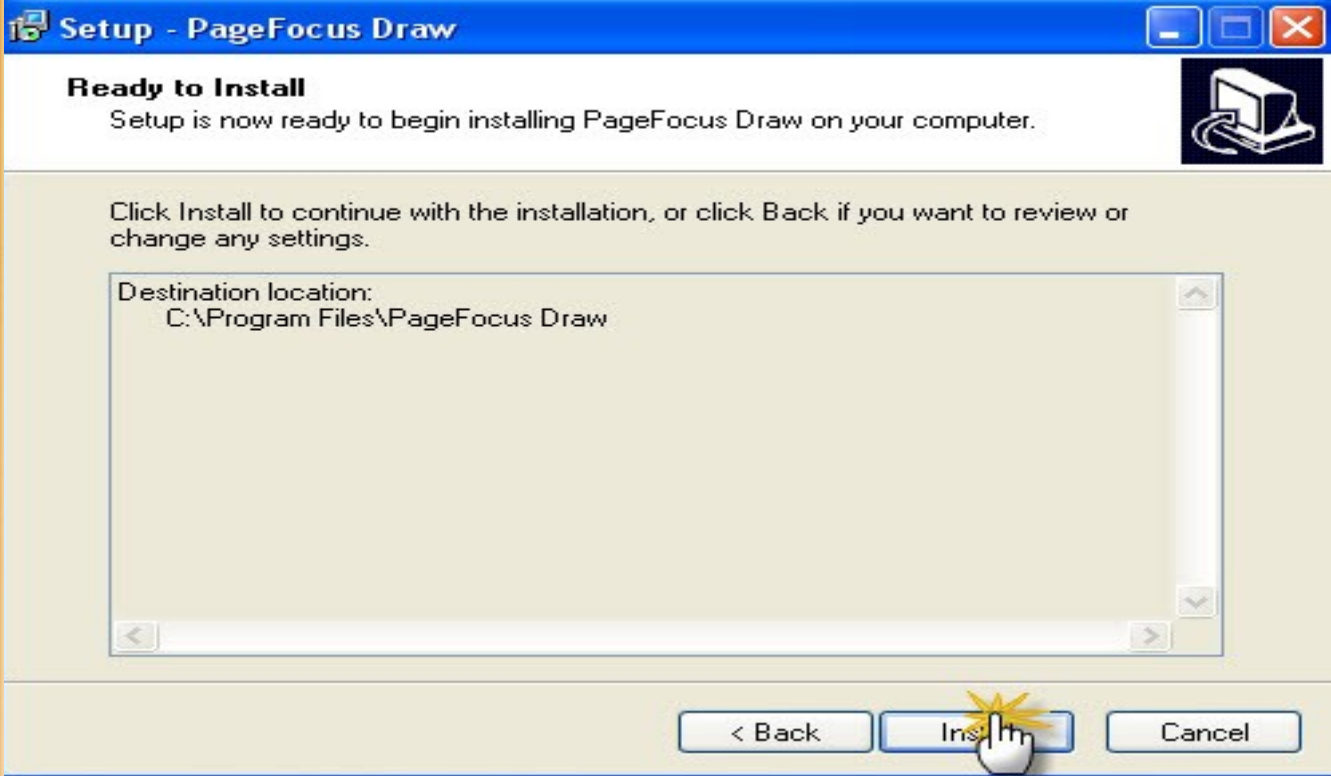 Setup - PageFocus Draw
Ready to Install
Setup is now ready to begin installing PageFocus Draw on your computer.
Click Install to continue with the installation, or click Back if you want to review or
change any settings.
Destination location:
C:\Program Files\PageFocus Draw
< Back
Install
Cancel